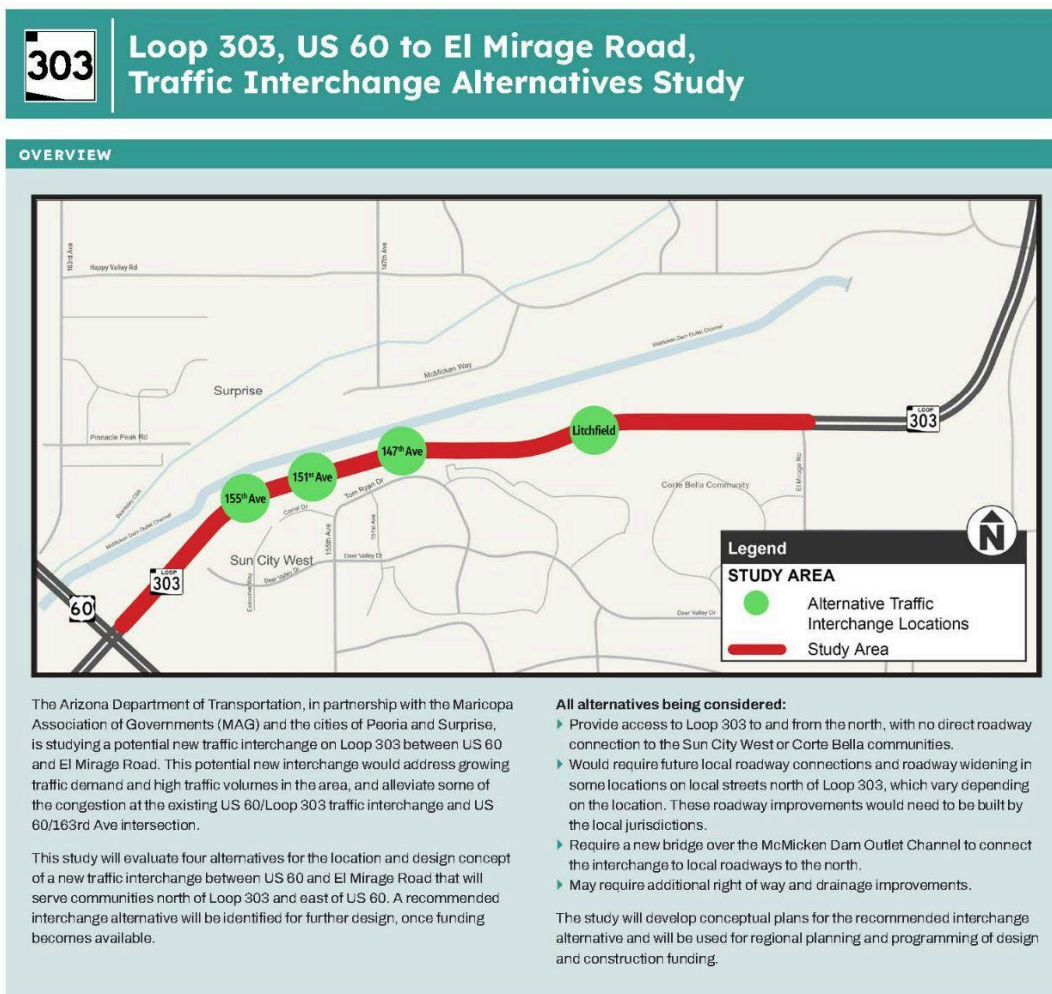 303
Loop 303, US 60 to El Mirage Road,
Traffic Interchange Alternatives Study
OVERVIEW
163rd Ave
147th Ave
Happy Valley Rd
McMicken Dam Outlet Channel
McMicken Way
Surprise
Pinnacle Peak Rd
LOOP
303
Litchfield
147th Ave
151st Ave
155th Ave
Tom Ryan Dr
Corral Dr
El Mirage Rd
Corte Bella Community
McMicken Dam Outlet Channel
155th Ave
151st Ave
Sun City West
Deer Valley Dr
Deer Valley Dr
LOOP
303
60
Deer Valley Dr
N
Legend
STUDY AREA
Alternative Traffic
Interchange Locations
Study Area
The Arizona Department of Transportation, in partnership with the Maricopa
Association of Governments (MAG) and the cities of Peoria and Surprise,
is studying a potential new traffic interchange on Loop 303 between US 60
and El Mirage Road. This potential new interchange would address growing
traffic demand and high traffic volumes in the area, and alleviate some of
the congestion at the existing US 60/Loop 303 traffic interchange and US
60/163rd Ave intersection.
This study will evaluate four alternatives for the location and design concept
of a new traffic interchange between US 60 and El Mirage Road that will
serve communities north of Loop 303 and east of US 60. A recommended
interchange alternative will be identified for further design, once funding
becomes available.
All alternatives being considered:
Provide access to Loop 303 to and from the north, with no direct roadway
connection to the Sun City West or Corte Bella communities.
Would require future local roadway connections and roadway widening in
some locations on local streets north of Loop 303, which vary depending
on the location. These roadway improvements would need to be built by
the local jurisdictions.
Require a new bridge over the McMicken Dam Outlet Channel to connect
the interchange to local roadways to the north.
May require additional right of way and drainage improvements.
The study will develop conceptual plans for the recommended interchange
alternative and will be used for regional planning and programming of design
and construction funding.